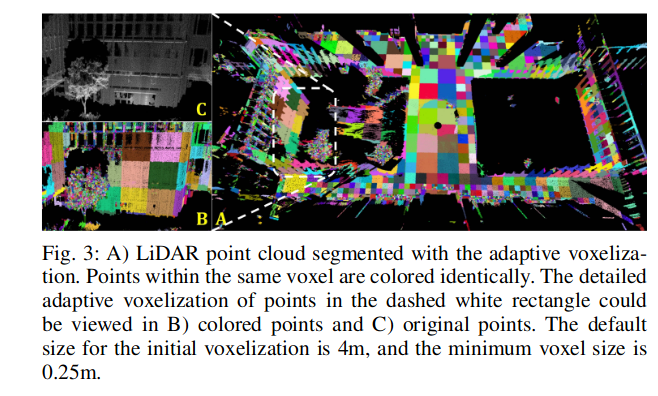 C
B
A
Fig. 3: A) LiDAR point cloud segmented with the adaptive voxeliza-
tion. Points within the same voxel are colored identically. The detailed
adaptive voxelization of points in the dashed white rectangle could
be viewed in B) colored points and C) original points. The default
size for the initial voxelization is 4m, and the minimum voxel size is
0.25m.